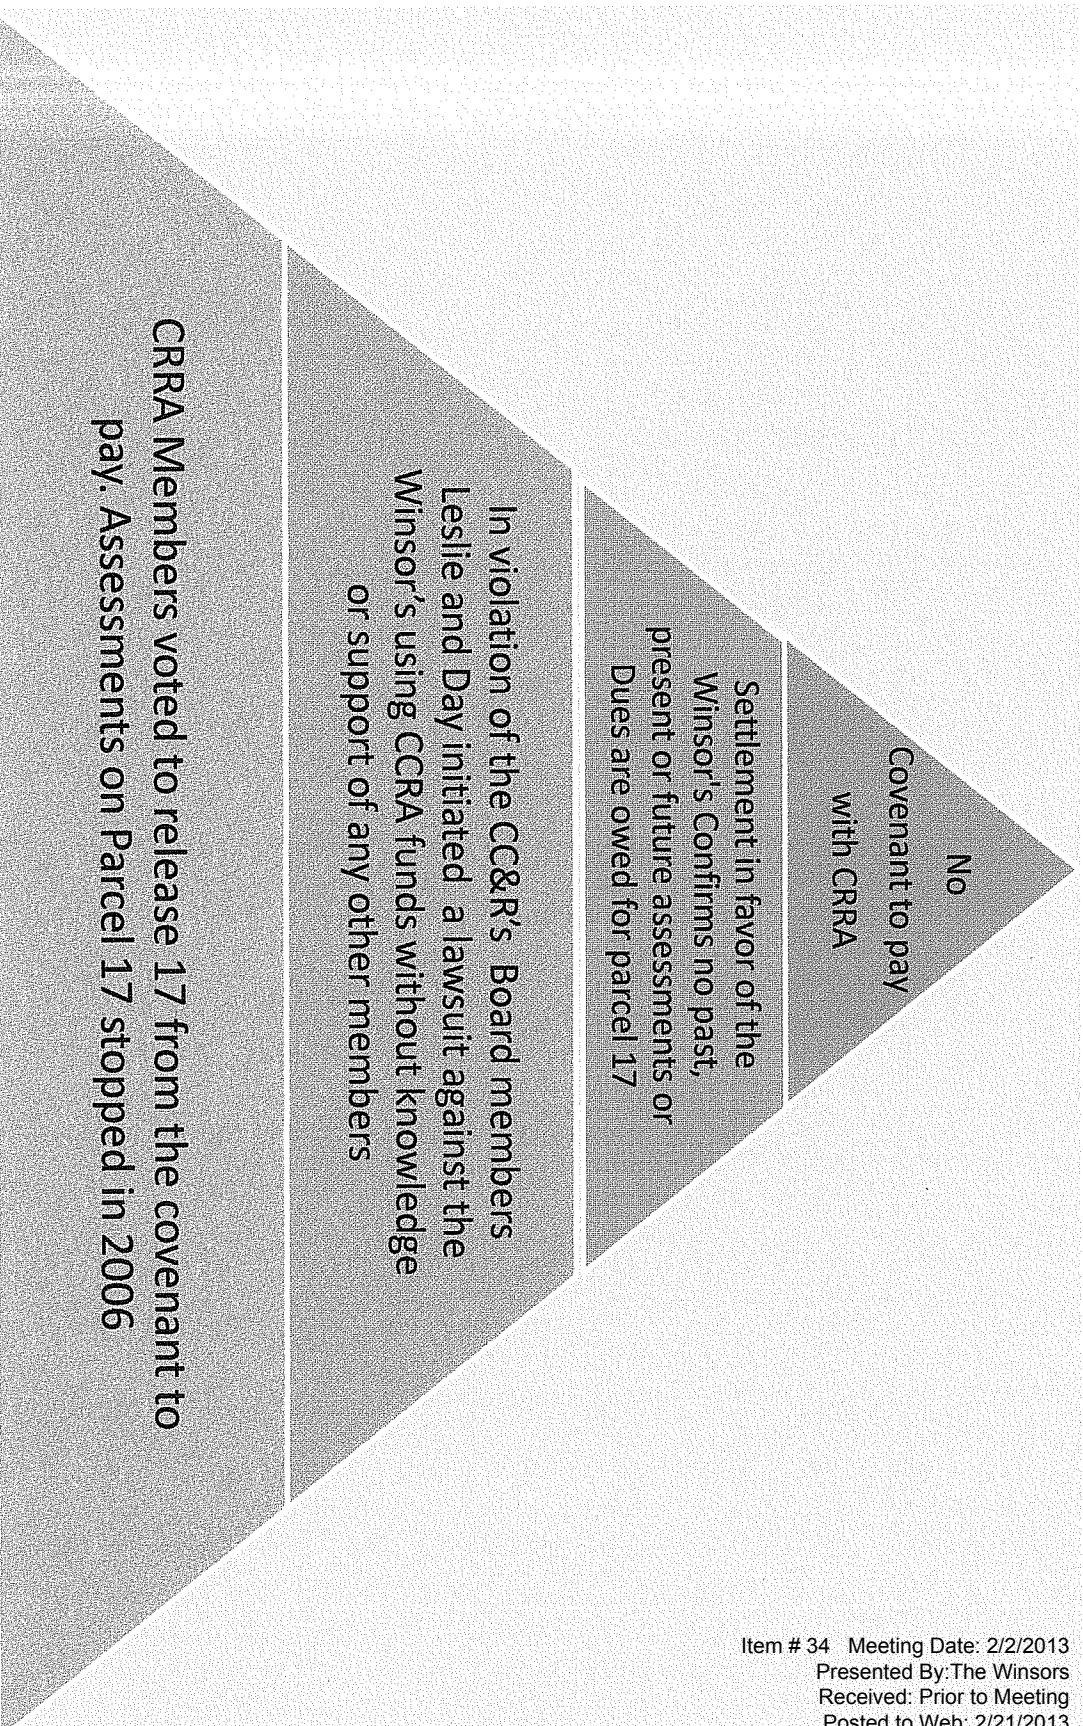 No
Covenant to pay
with CRRA
Settlement in favor of the
Winsor's Confirms no past,
present or future assessments or
Dues are owed for parcel 17
In violation of the CC&R's Board members
Leslie and Day initiated a lawsuit against the
Winsor's using CCRA funds without knowledge
or support of any other members
CRRA Members voted to release 17 from the covenant to
pay. Assessments on Parcel 17 stopped in 2006
Item # 34 Meeting Date: 2/2/2013
Presented By:The Winsors
Received: Prior to Meeting
Posted to Web: 2/21/2013